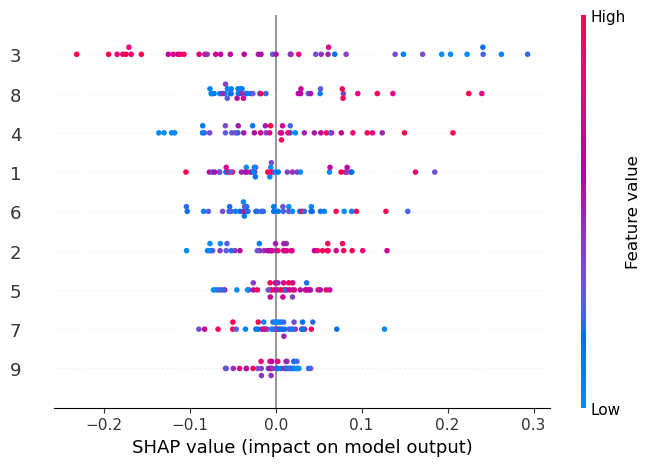 High
3
8
4
1
6
2
5
7
9
Feature value
Low
−0.2 −0.1 0.0 0.1 0.2 0.3
SHAP value (impact on model output)